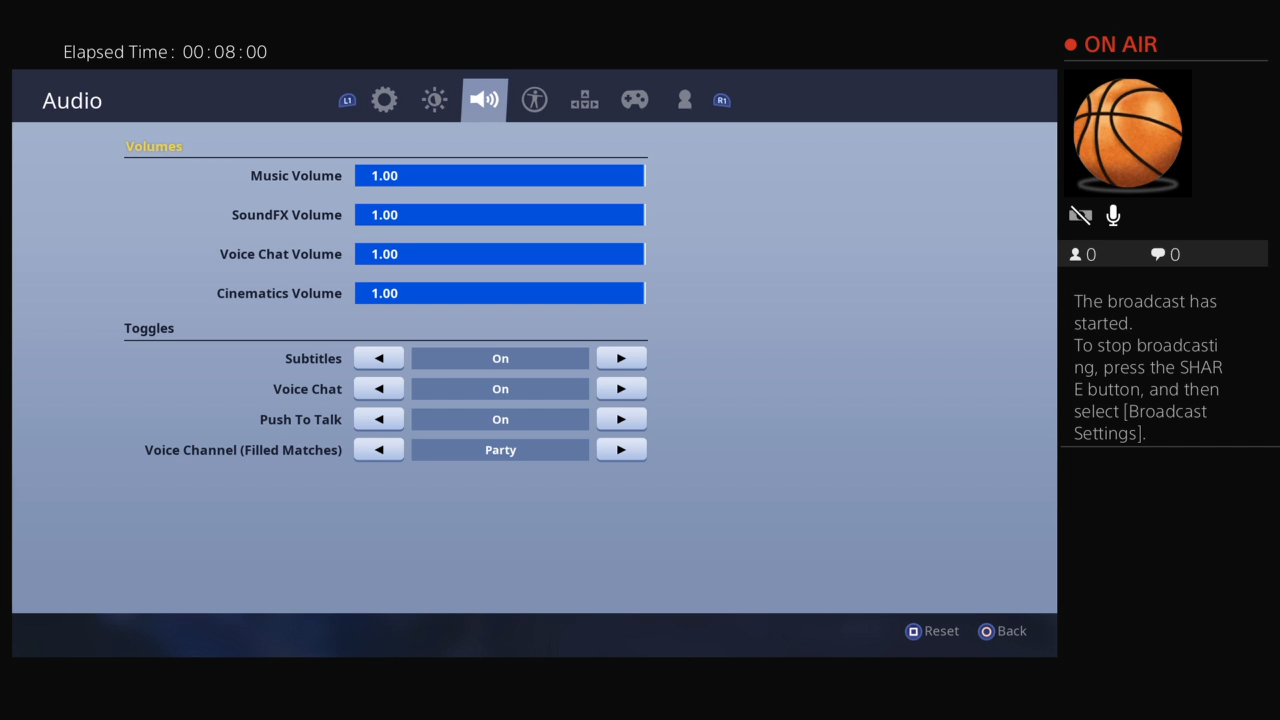 Elapsed Time: 00:08:00
ON AIR
Audio
L1
R1
Volumes
Music Volume 1.00
SoundFX Volume 1.00
Voice Chat Volume 1.00
Cinematics Volume 1.00
Toggles
Subtitles On
Voice Chat On
Push To Talk On
Voice Channel (Filled Matches) Party
Reset Back
0 0
The broadcast has
started.
To stop broadcasti
ng, press the SHAR
E button, and then
select [Broadcast
Settings].